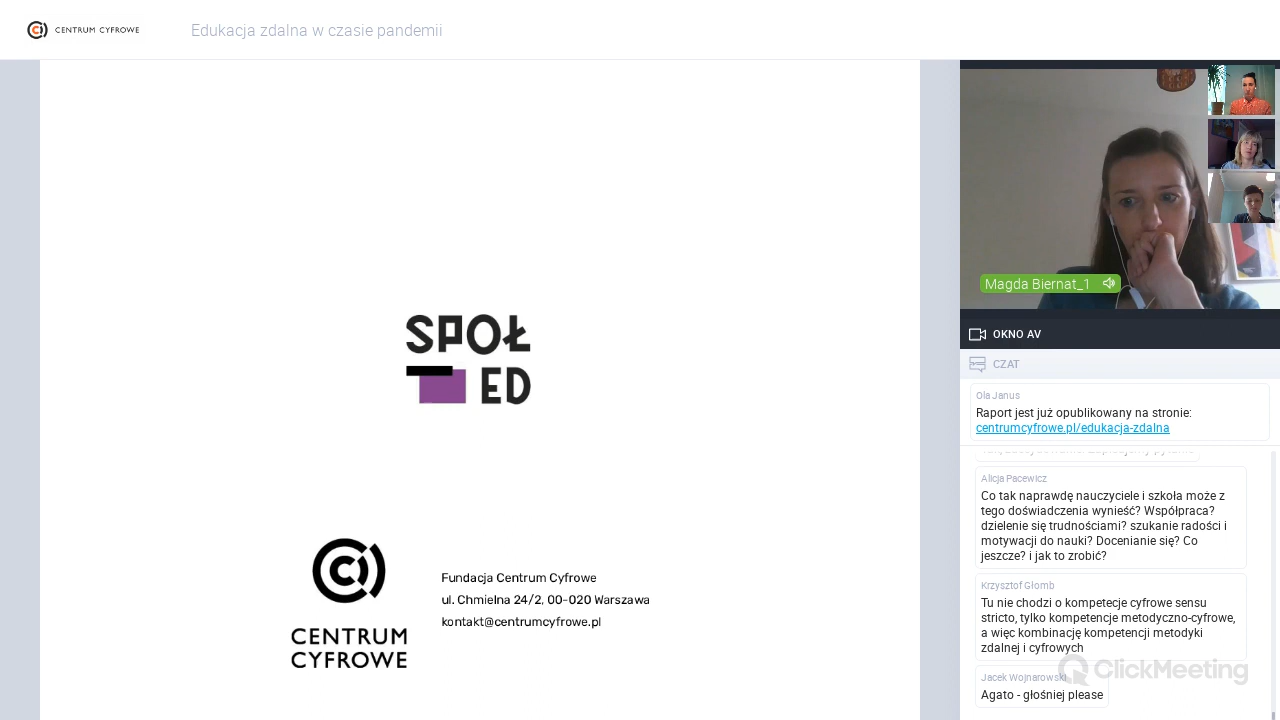 CENTRUM CYFROWE
Edukacja zdalna w czasie pandemii
SPOŁ
ED
CENTRUM
CYFROWE
Fundacja Centrum Cyfrowe
ul. Chmielna 24/2, 00-020 Warszawa
kontakt@centrumcyfrowe.pl
Magda Biernat_1
OKNO AV
CZAT
Ola Janus
Raport jest już opublikowany na stronie:
centrumcyfrowe.pl/edukacja-zdalna
Alicja Pacewicz
Co tak naprawdę nauczyciele i szkoła może z
tego doświadczenia wynieść? Współpraca?
dzielenie się trudnościami? szukanie radości i
motywacji do nauki? Docenianie się? Co
jeszcze? i jak to zrobić?
Krzysztof Głomb
Tu nie chodzi o kompetecje cyfrowe sensu
stricto, tylko kompetencje metodyczno-cyfrowe,
a więc kombinację kompetencji metodyki
zdalnej i cyfrowych
Jacek Wojnarowski
Agato - głośniej please
ClickMeeting